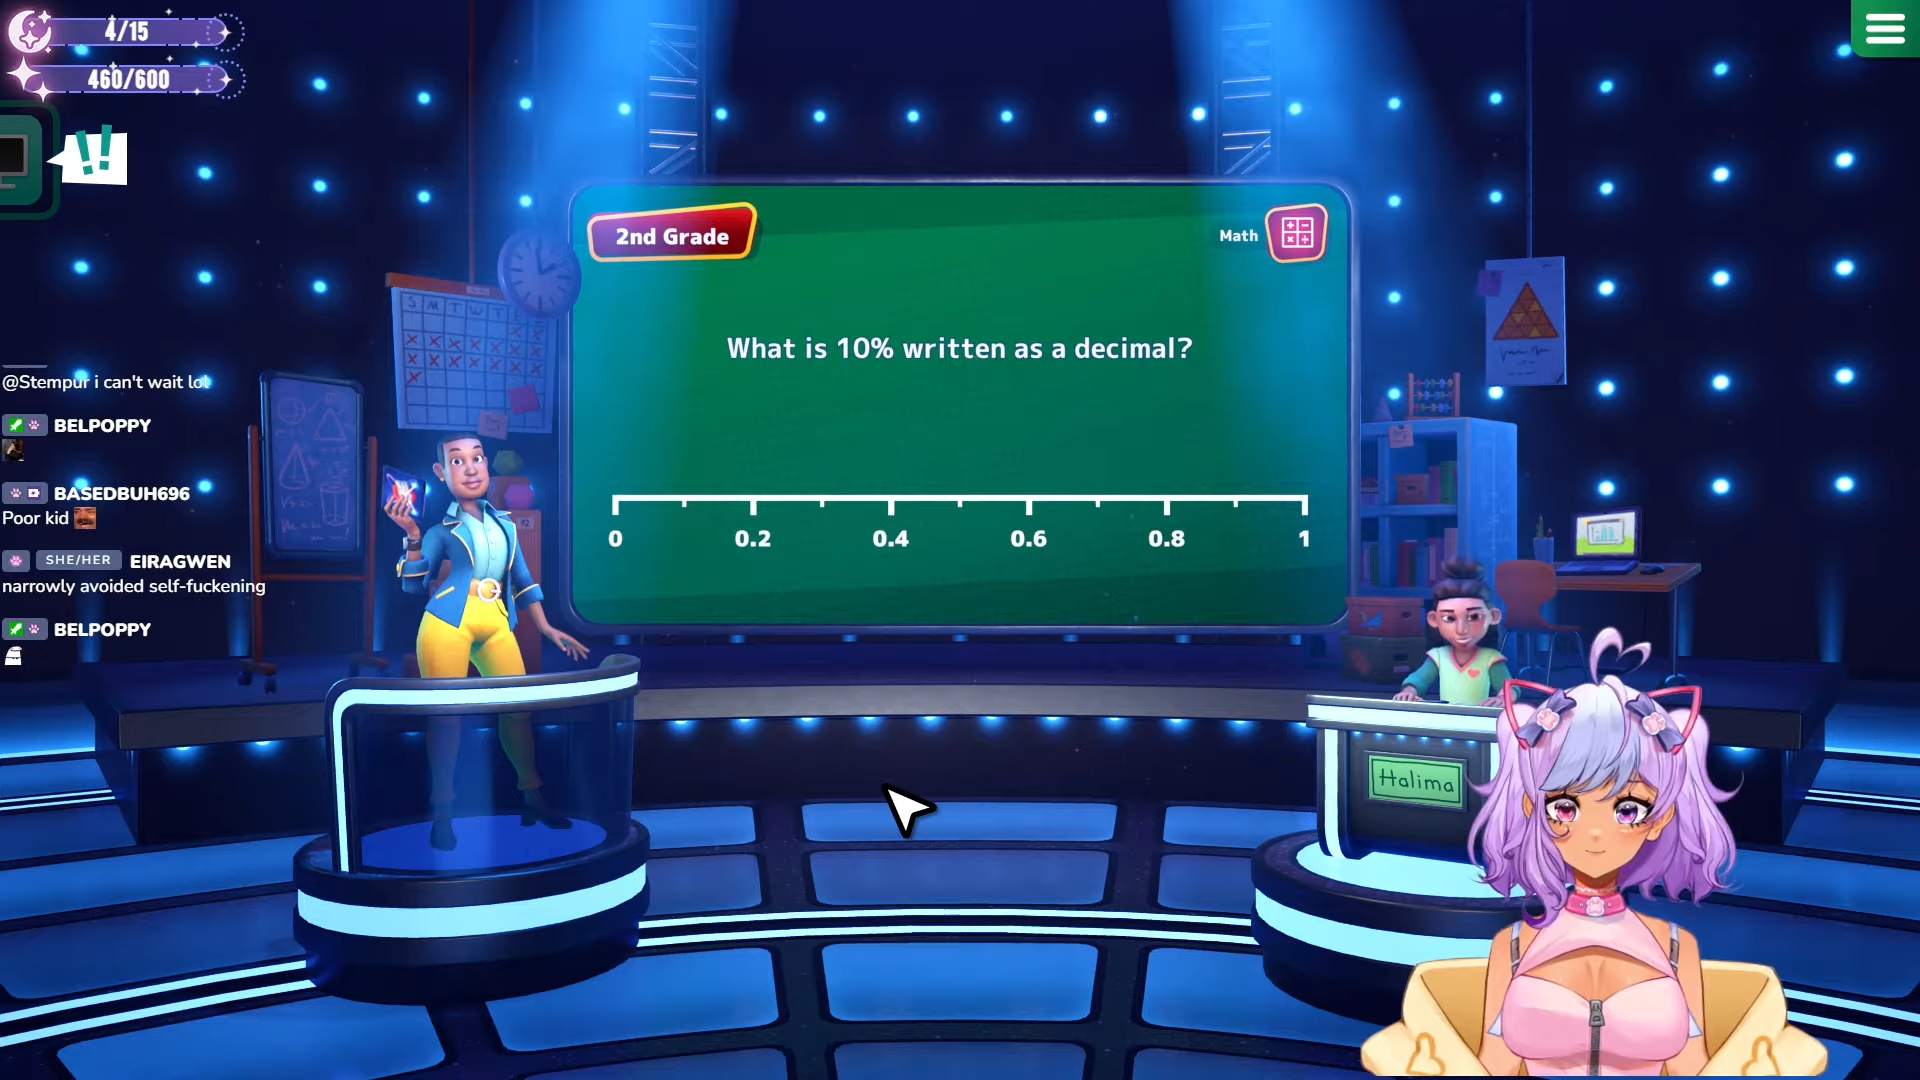 4/15
460/600
!!
2nd Grade
Math
What is 10% written as a decimal?
0 0.2 0.4 0.6 0.8 1
S M T W T F
@Stempur i can't wait lol
BELPOPPY
BASEDBUH696
Poor kid
SHE/HER EIRAGWEN
narrowly avoided self-fuckening
BELPOPPY
Halima